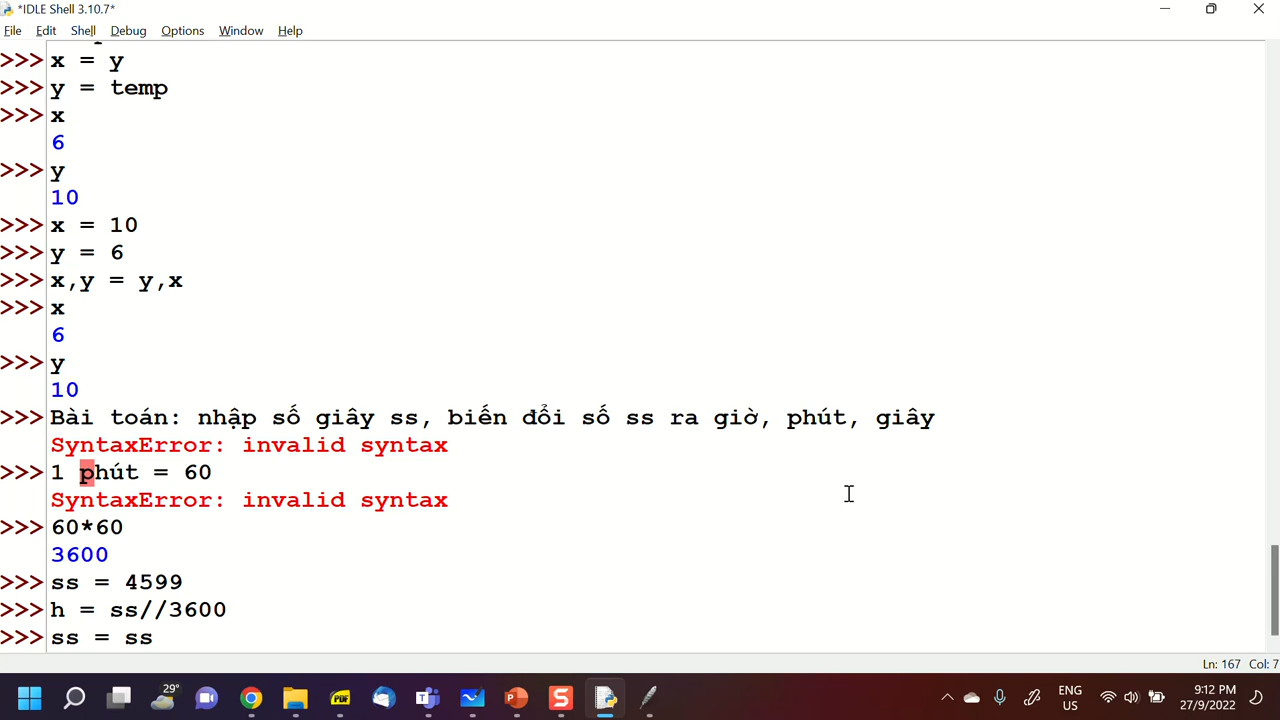 *IDLE Shell 3.10.7*
File Edit Shell Debug Options Window Help
>>> x = y
>>> y = temp
>>> x
6
>>> y
10
>>> x = 10
>>> y = 6
>>> x,y = y,x
>>> x
6
>>> y
10
>>> Bài toán: nhập số giây ss, biến đổi số ss ra giờ, phút, giây
SyntaxError: invalid syntax
>>> 1 phút = 60
SyntaxError: invalid syntax
>>> 60*60
3600
>>> ss = 4599
>>> h = ss//3600
>>> ss = ss
Ln: 167 Col: 7
29°
PDF
T
P
S
ENG
US
9:12 PM
27/9/2022